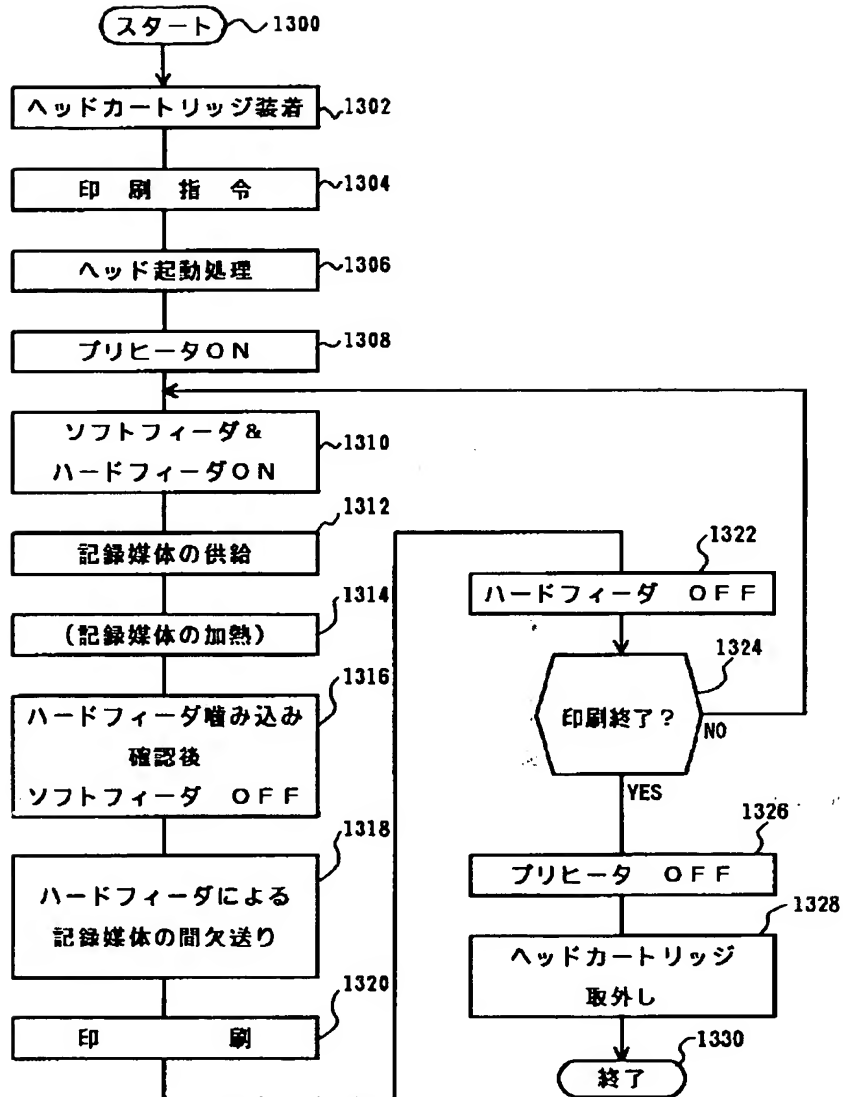 スタート 1300
ヘッドカートリッジ装着 1302
印刷指令 1304
ヘッド起動処理 1306
プリヒータON 1308
ソフトフィーダ&
ハードフィーダON
1310
記録媒体の供給 1312
(記録媒体の加熱) 1314
ハードフィーダ噛み込み
確認後
ソフトフィーダ OFF
1316
ハードフィーダによる
記録媒体の間欠送り
1318
印刷 1320
ハードフィーダ OFF 1322
印刷終了? 1324
NO
YES
プリヒータ OFF 1326
ヘッドカートリッジ
取外し
1328
終了 1330